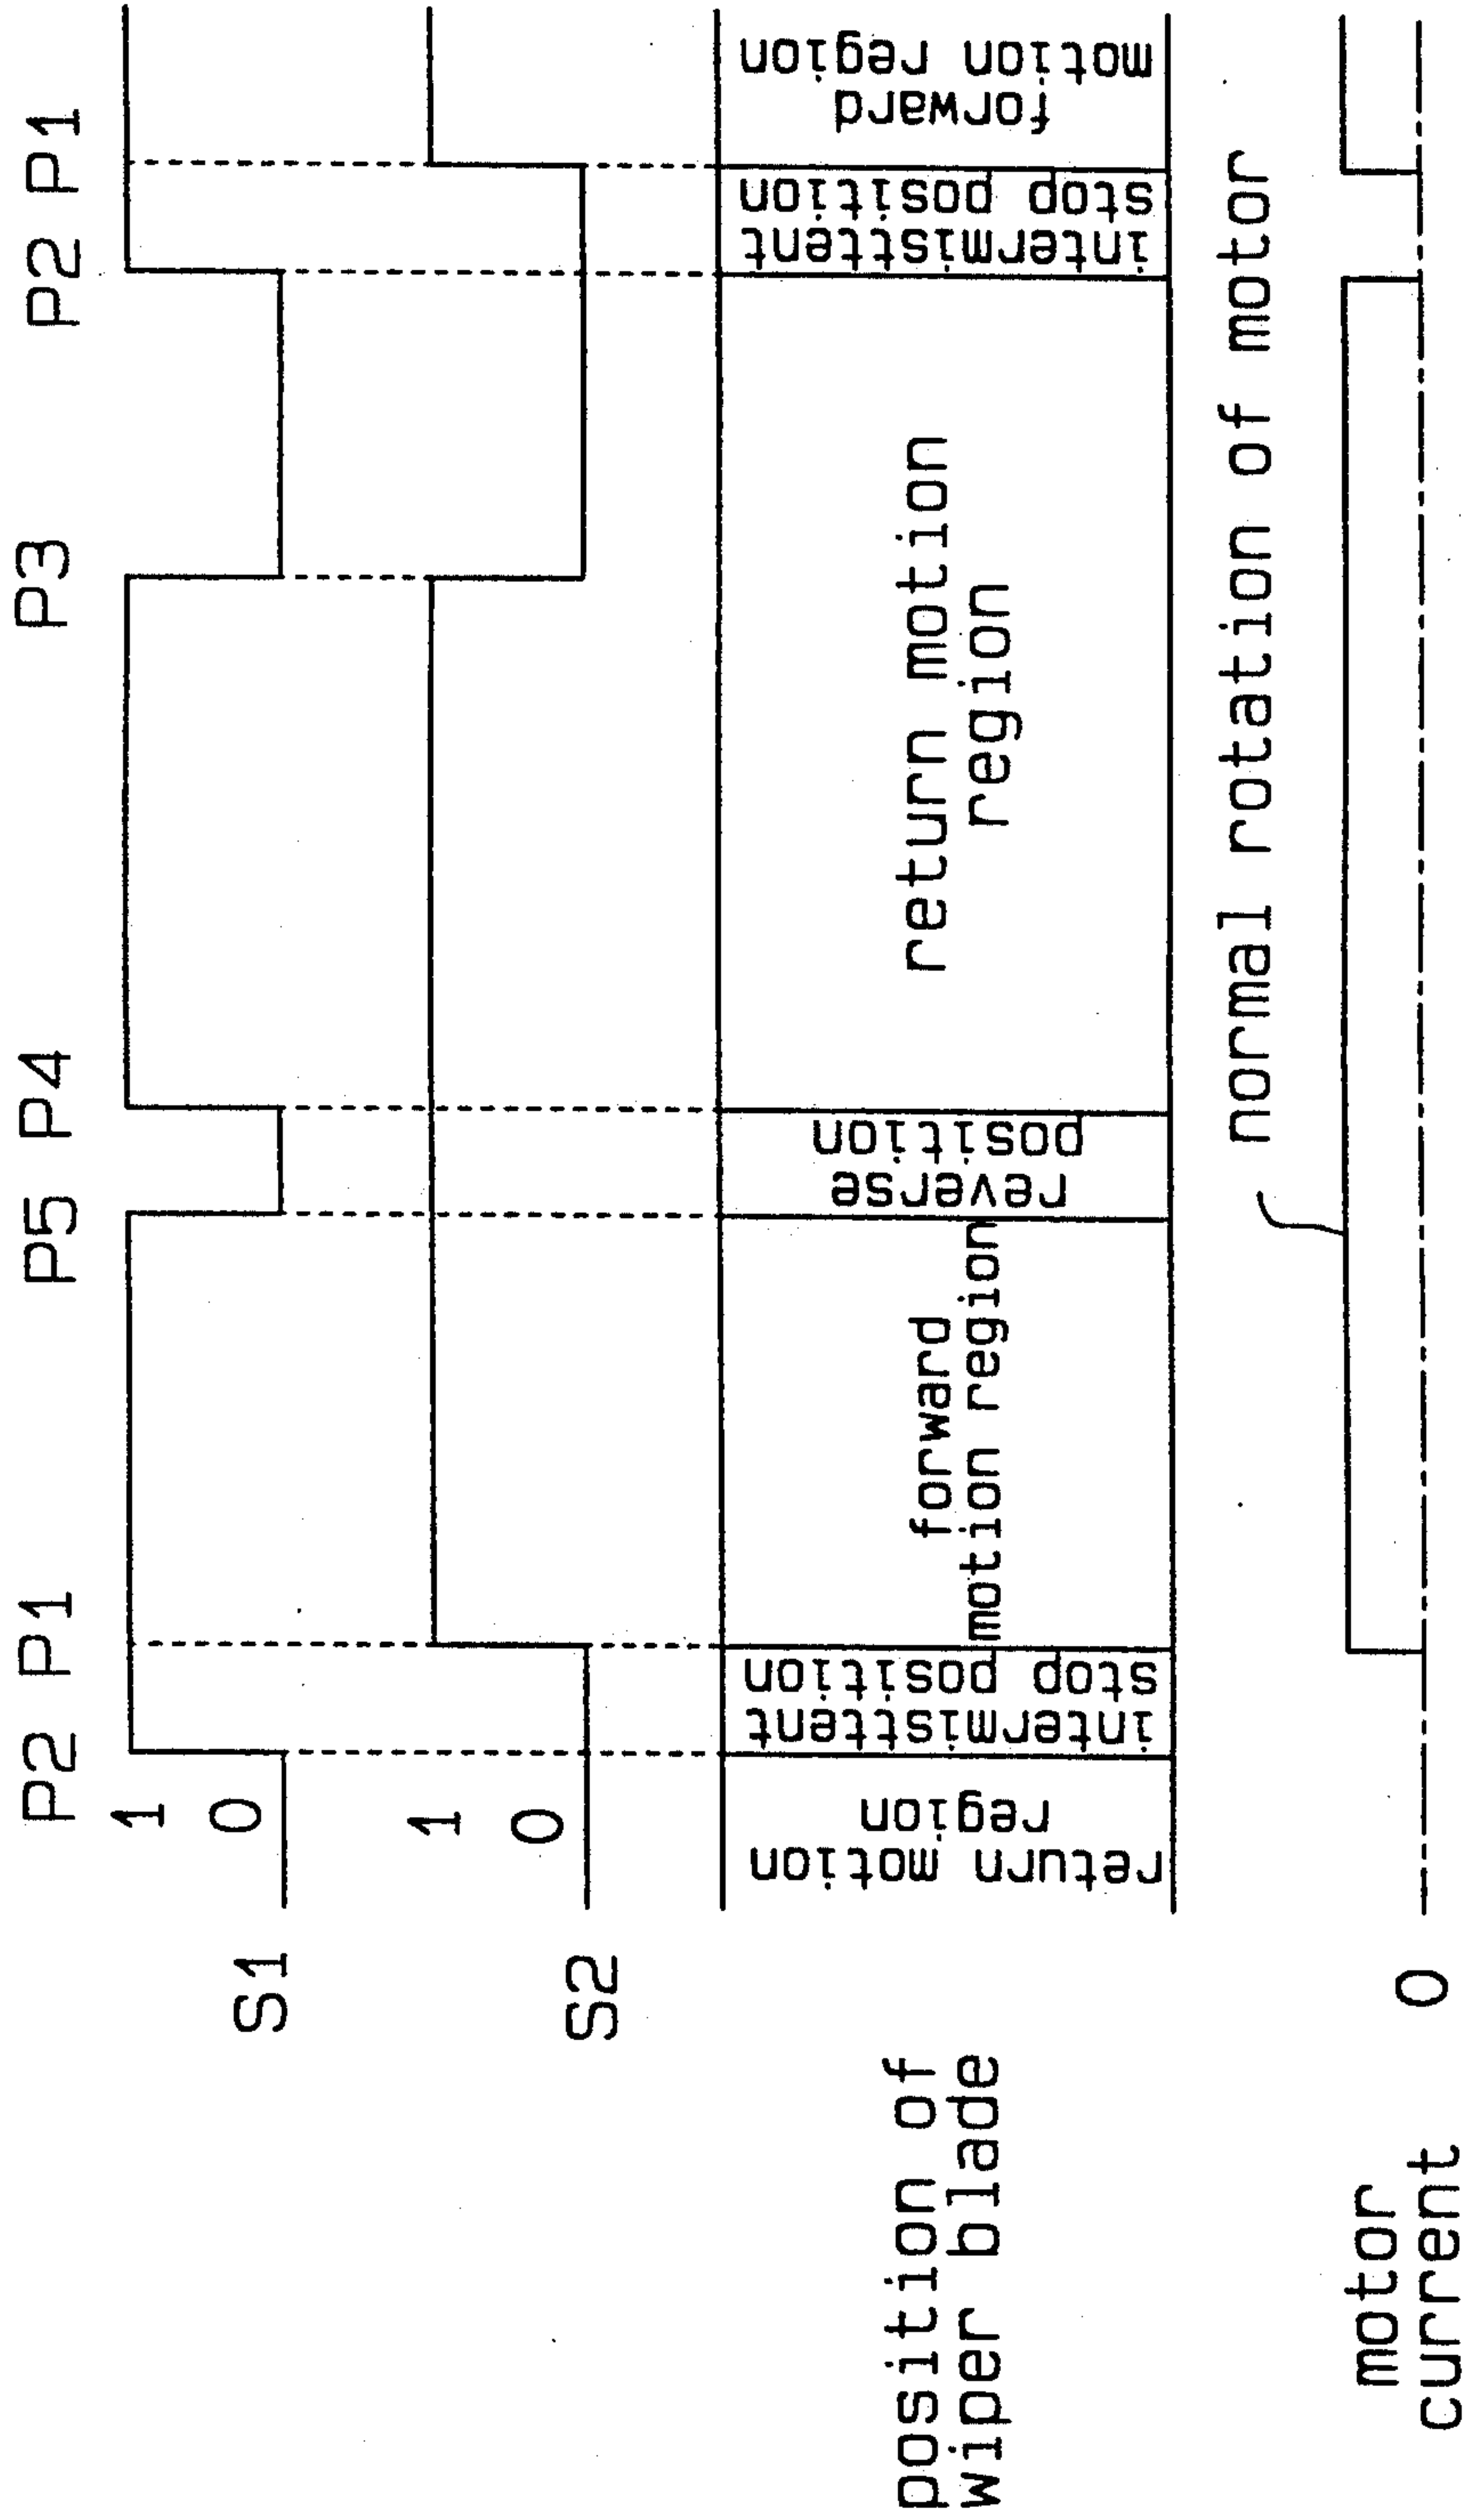 P2 P1 P5 P4 P3 P2 P1
1
0
S1
1
0
S2
position of
wiper blade
return motion
region
intermisttent
stop position
forward
motion region
reverse
position
return motion
region
intermisttent
stop position
forward
motion region
normal rotation of motor
motor
current
0